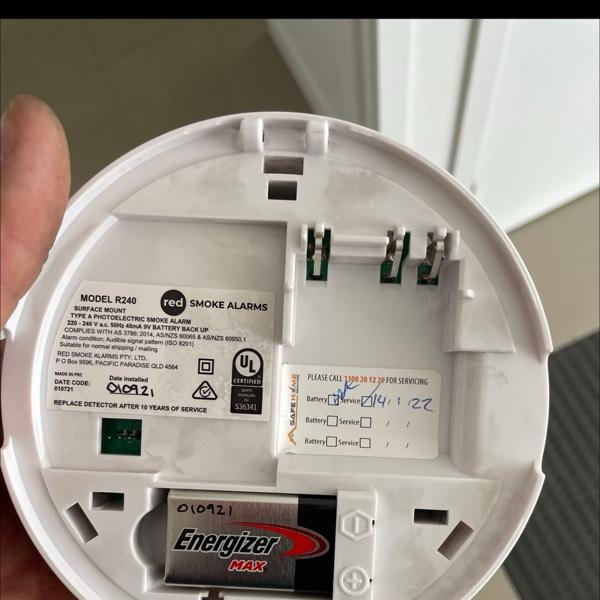 MODEL R240
red SMOKE ALARMS
SURFACE MOUNT
TYPE A PHOTOELECTRIC SMOKE ALARM
220 - 240 V a.c. 50Hz 40mA 9V BATTERY BACK UP
COMPLIES WITH AS 3786: 2014, AS/NZS 60065 & AS/NZS 60950.1
Alarm condition: Audible signal pattern (ISO 8201)
Suitable for normal shipping / mailing
RED SMOKE ALARMS PTY. LTD.
P O Box 9596, PACIFIC PARADISE QLD 4564
MADE IN PRC
DATE CODE:
010721
Date installed
010921
REPLACE DETECTOR AFTER 10 YEARS OF SERVICE
UL
CERTIFIED
S36341
SAFE HOME
PLEASE CALL 1300 20 12 29 FOR SERVICING
Battery Service 14/1/22
Battery Service / /
Battery Service / /
010921
Energizer
MAX